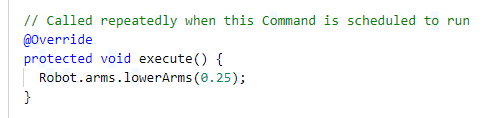 // Called repeatedly when this Command is scheduled to run
@Override
protected void execute() {
  Robot.arms.lowerArms(0.25);
}